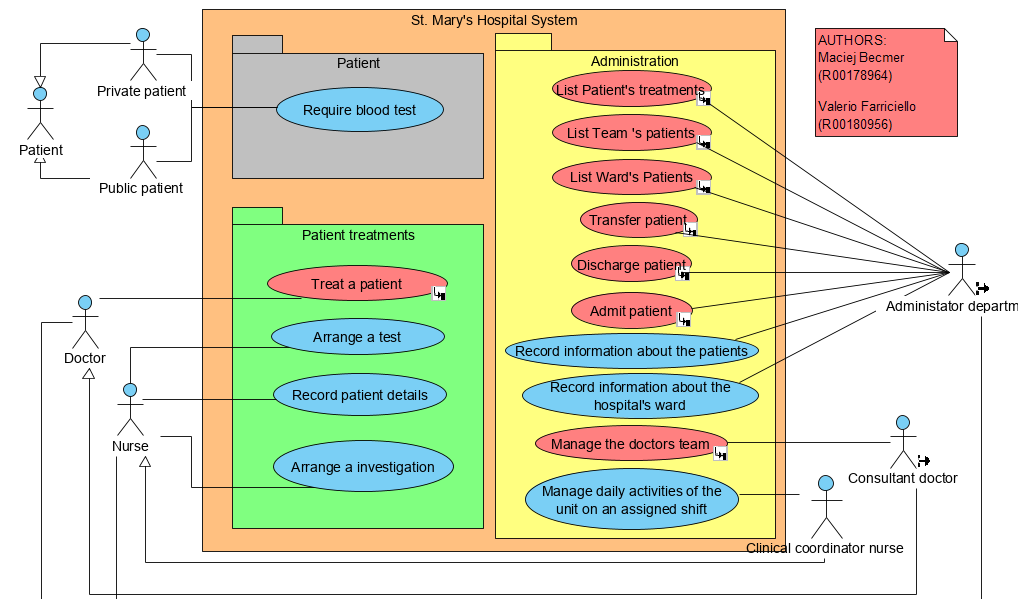 St. Mary's Hospital System
AUTHORS:
Maciej Becmer
(R00178964)
Valerio Farriciello
(R00180956)
Private patient
Patient
Public patient
Patient
Require blood test
Patient treatments
Treat a patient
Arrange a test
Record patient details
Arrange a investigation
Doctor
Nurse
Administration
List Patient's treatments
List Team 's patients
List Ward's Patients
Transfer patient
Discharge patient
Admit patient
Record information about the patients
Record information about the
hospital's ward
Manage the doctors team
Manage daily activities of the
unit on an assigned shift
Administator departm
Consultant doctor
Clinical coordinator nurse